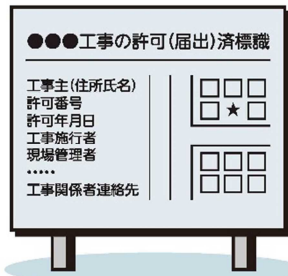 ●●●工事の許可(届出)済標識
工事主(住所氏名)
許可番号
許可年月日
工事施行者
現場管理者
•••••
工事関係者連絡先
★